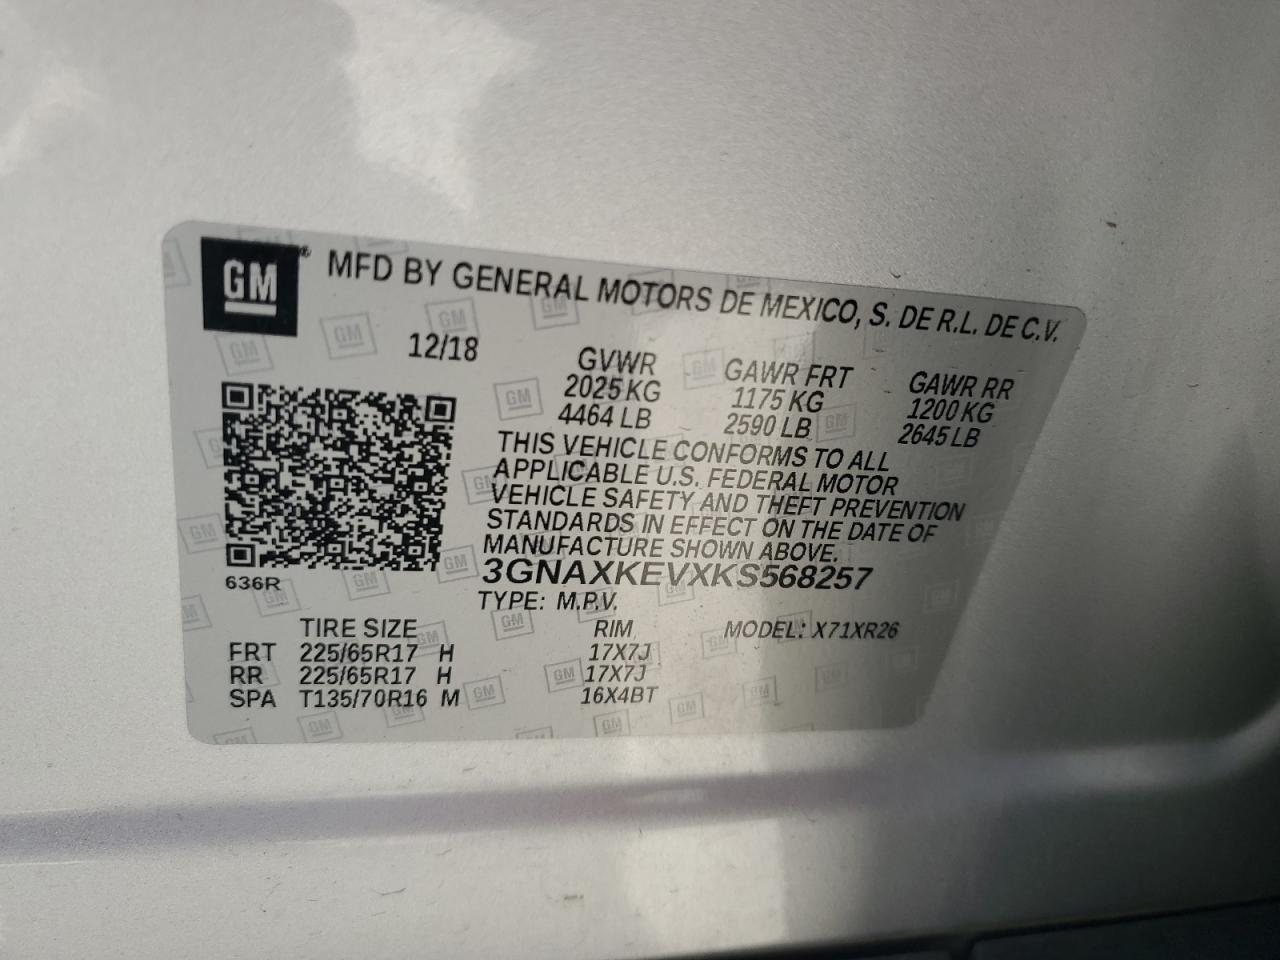 GM MFD BY GENERAL MOTORS DE MEXICO, S. DE R.L. DE C.V.
12/18 GVWR GAWR FRT GAWR RR
2025 KG 1175 KG 1200 KG
4464 LB 2590 LB 2645 LB
THIS VEHICLE CONFORMS TO ALL
APPLICABLE U.S. FEDERAL MOTOR
VEHICLE SAFETY AND THEFT PREVENTION
STANDARDS IN EFFECT ON THE DATE OF
MANUFACTURE SHOWN ABOVE.
636R 3GNAXKEVXKS568257
TYPE: M.P.V.
TIRE SIZE RIM MODEL: X71XR26
FRT 225/65R17 H 17X7J
RR 225/65R17 H 17X7J
SPA T135/70R16 M 16X4BT